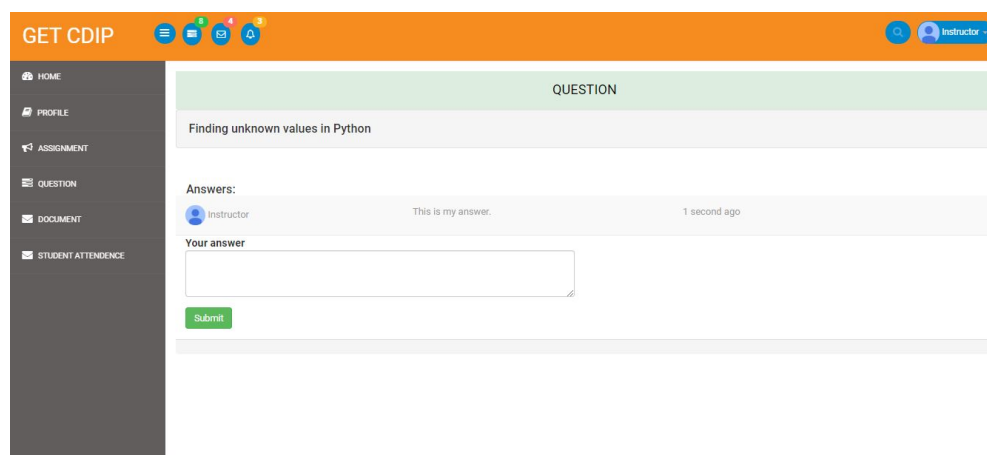 GET CDIP 8 4 3 Instructor
HOME
PROFILE
ASSIGNMENT
QUESTION
DOCUMENT
STUDENT ATTENDENCE
QUESTION
Finding unknown values in Python
Answers:
Instructor This is my answer. 1 second ago
Your answer
Submit